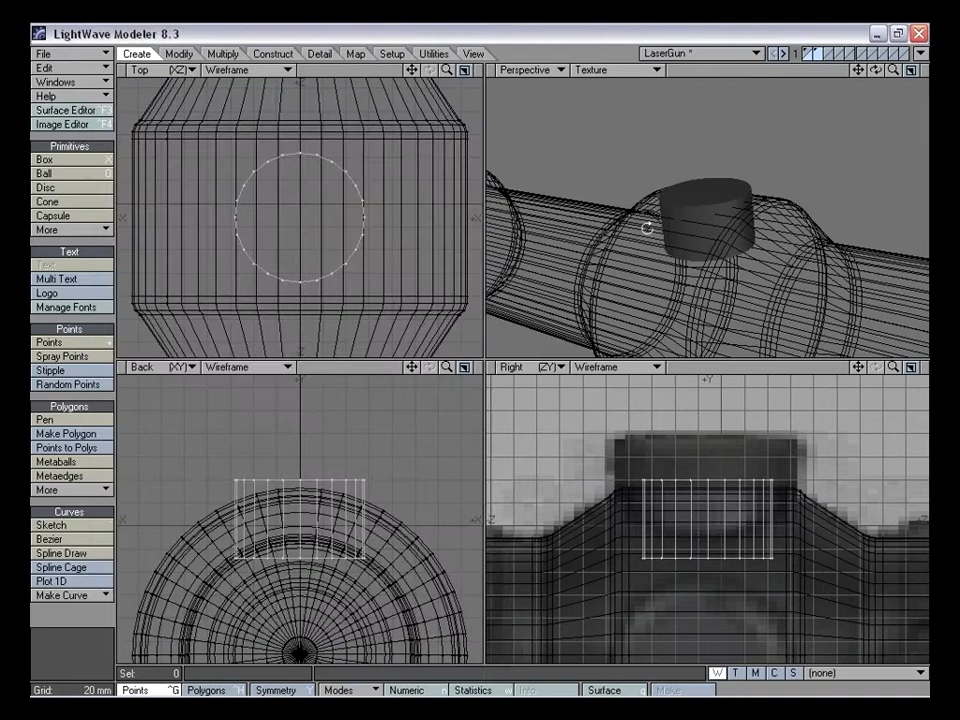 LightWave Modeler 8.3
File
Create Modify Multiply Construct Detail Map Setup Utilities View
LaserGun *
1
Edit
Top (XZ) Wireframe
Perspective Texture
Windows
Help
Surface Editor F3
Image Editor F4
Primitives
Box X
Ball O
Disc
Cone
Capsule
More
Text
Text
Multi Text
Logo
Manage Fonts
Points
Points +
Spray Points
Stipple
Random Points
Back (XY) Wireframe
Right (ZY) Wireframe
+Y
Polygons
Pen
Make Polygon
Points to Polys
Metaballs
Metaedges
More
Curves
Sketch
Bezier
Spline Draw
Spline Cage
Plot 1D
Make Curve
Sel: 0
W T M C S (none)
Grid: 20 mm
Points ^G Polygons ^H Symmetry Y Modes Numeric n Statistics w Info Surface q Make